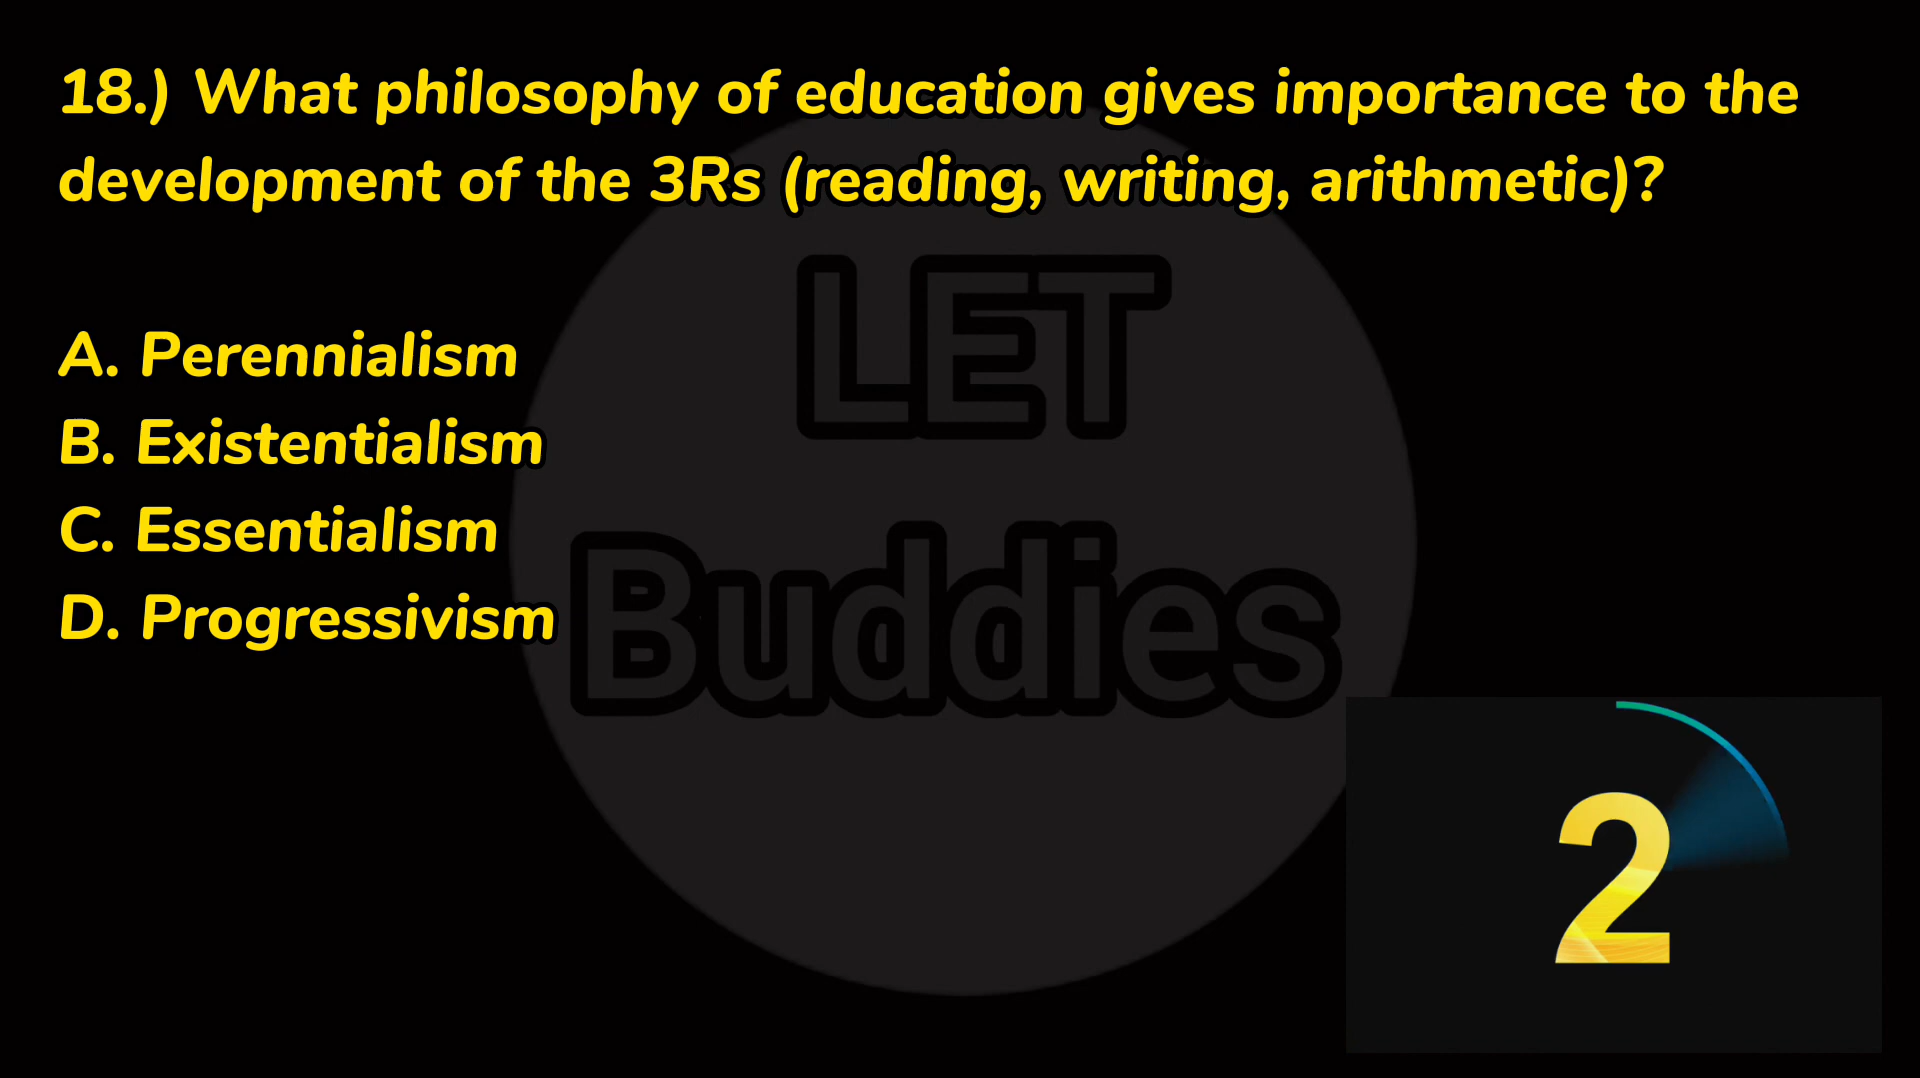 18.) What philosophy of education gives importance to the
development of the 3Rs (reading, writing, arithmetic)?
A. Perennialism
B. Existentialism
C. Essentialism
D. Progressivism
LET
Buddies
2